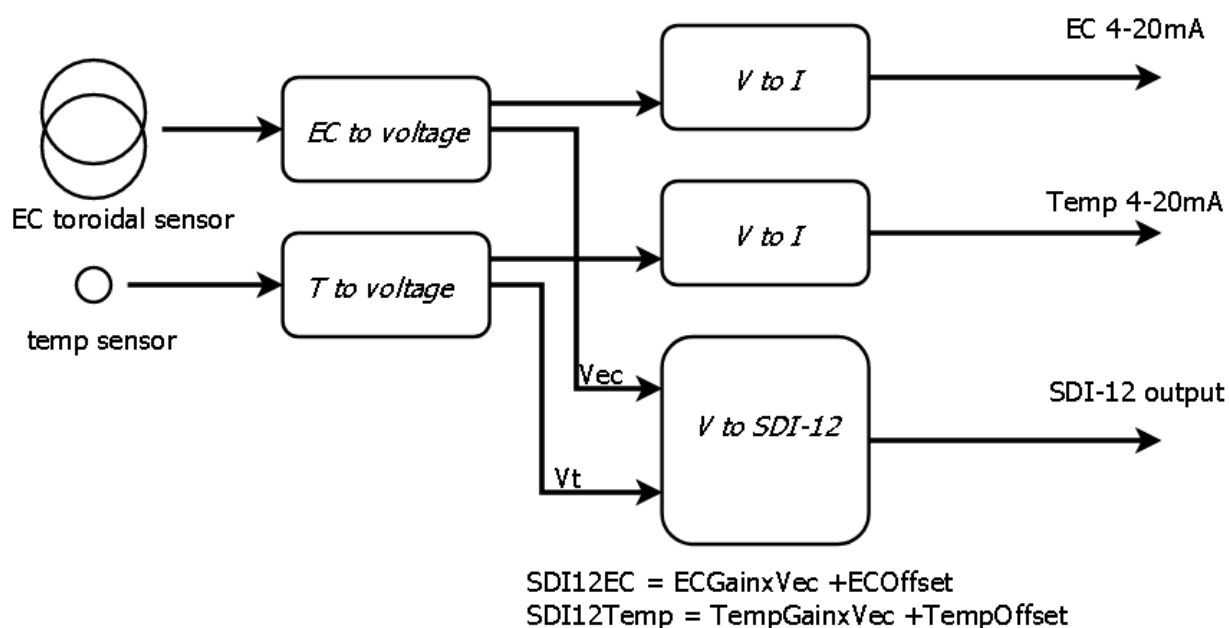 EC 4-20mA
V to I
EC to voltage
EC toroidal sensor
Temp 4-20mA
V to I
T to voltage
temp sensor
Vec
SDI-12 output
V to SDI-12
Vt
SDI12EC = ECGainxVec +ECOffset
SDI12Temp = TempGainxVec +TempOffset